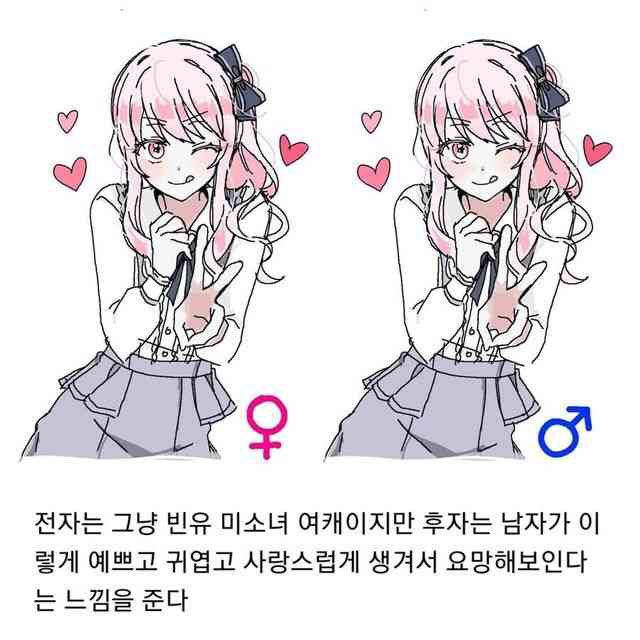 전자는 그냥 빈유 미소녀 여캐이지만 후자는 남자가 이
렇게 예쁘고 귀엽고 사랑스럽게 생겨서 요망해보인다
는 느낌을 준다